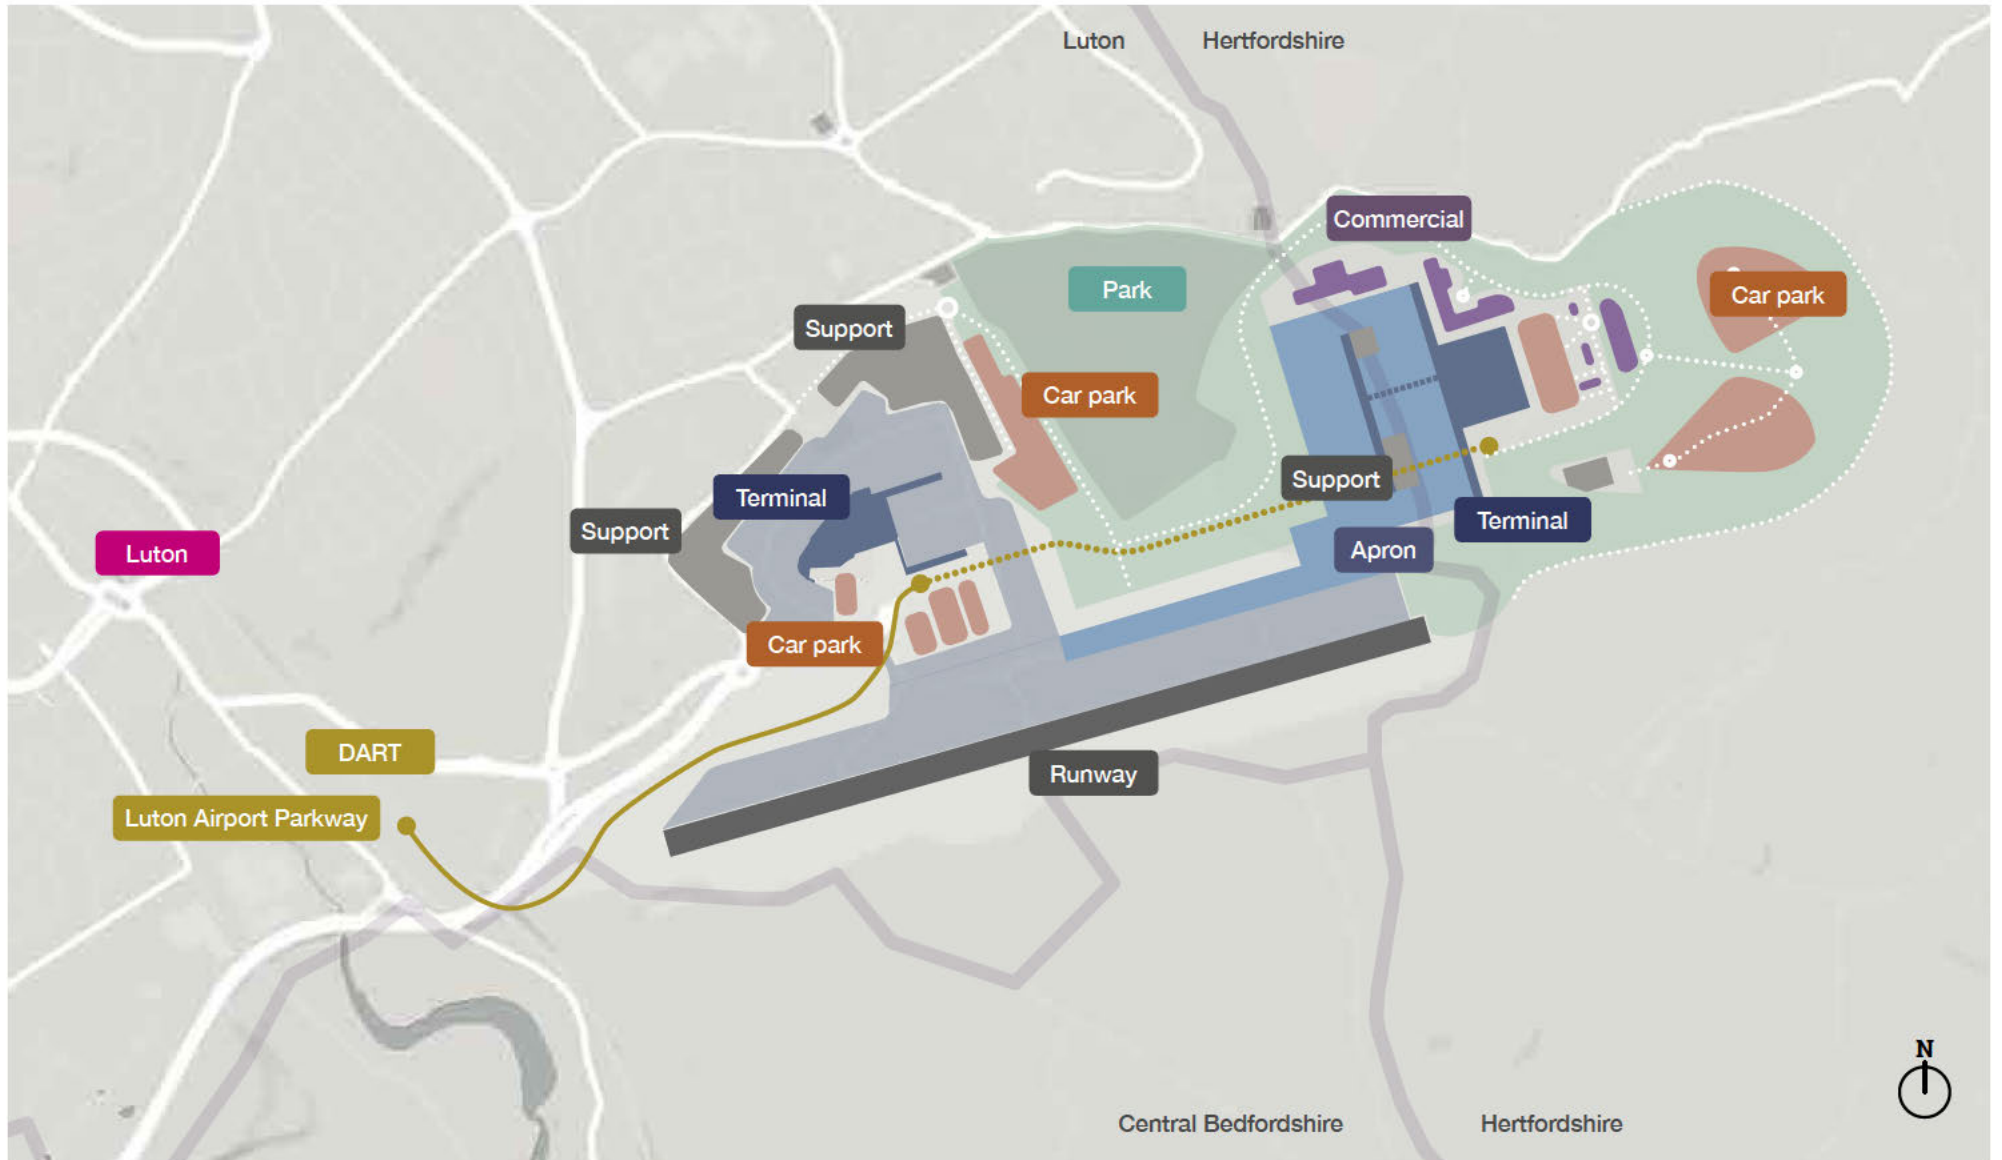 Luton
Hertfordshire
Commercial
Park
Car park
Support
Car park
Support
Terminal
Support
Terminal
Luton
Apron
Car park
DART
Runway
Luton Airport Parkway
N
Central Bedfordshire
Hertfordshire